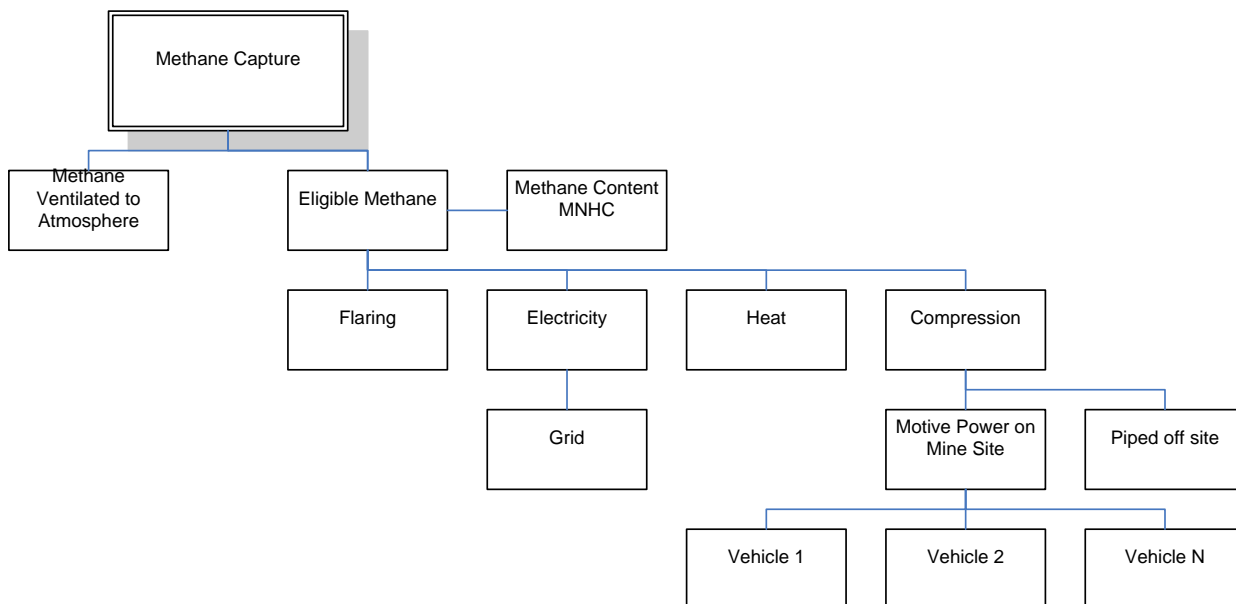 Methane Capture
Methane
Ventilated to
Atmosphere
Eligible Methane
Methane Content
MNHC
Flaring
Electricity
Heat
Compression
Grid
Motive Power on
Mine Site
Piped off site
Vehicle 1
Vehicle 2
Vehicle N